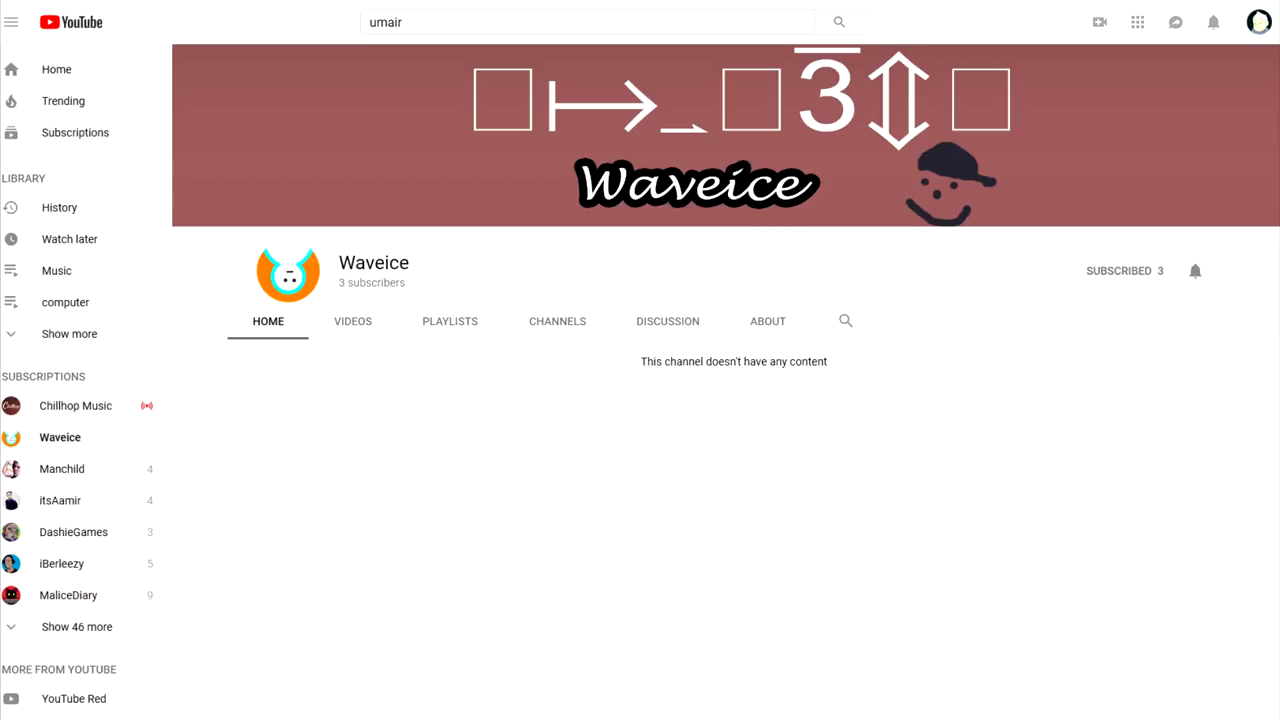 YouTube
umair
Home
Trending
Subscriptions
LIBRARY
History
Watch later
Music
computer
Show more
SUBSCRIPTIONS
Chillhop Music
Waveice
Manchild 4
itsAamir 4
DashieGames 3
iBerleezy 5
MaliceDiary 9
Show 46 more
MORE FROM YOUTUBE
YouTube Red
□↦⇁□3̅⇕□
Waveice
Waveice
3 subscribers
SUBSCRIBED 3
HOME VIDEOS PLAYLISTS CHANNELS DISCUSSION ABOUT
This channel doesn't have any content